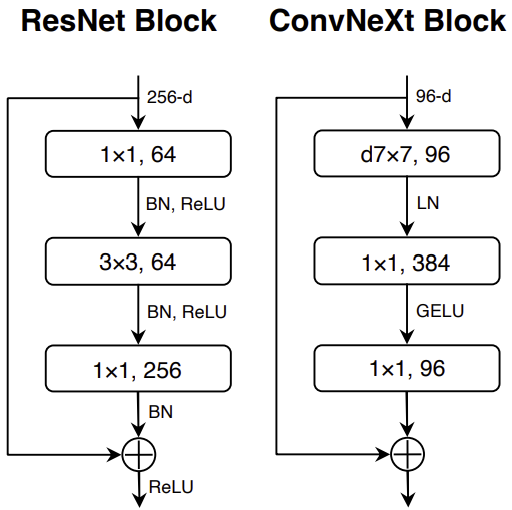 ResNet Block
256-d
1×1, 64
BN, ReLU
3×3, 64
BN, ReLU
1×1, 256
BN
ReLU
ConvNeXt Block
96-d
d7×7, 96
LN
1×1, 384
GELU
1×1, 96